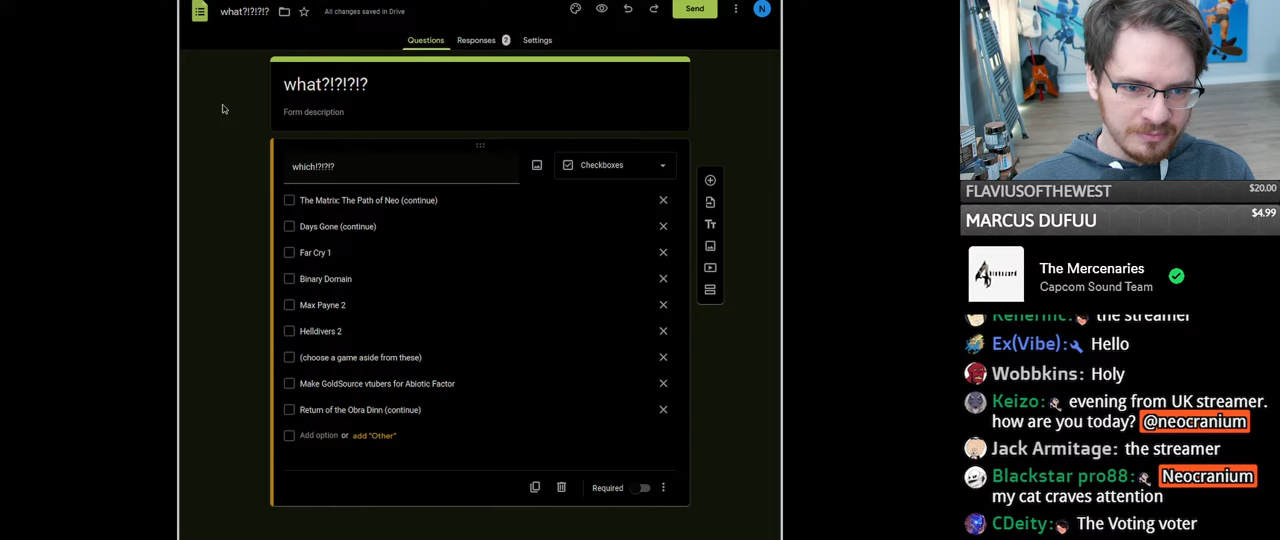 what?!?!?!?
All changes saved in Drive
Send
N
Questions
Responses 2
Settings
what?!?!?!?
Form description
which!?!?!?
Checkboxes
The Matrix: The Path of Neo (continue)
Days Gone (continue)
Far Cry 1
Binary Domain
Max Payne 2
Helldivers 2
(choose a game aside from these)
Make GoldSource vtubers for Abiotic Factor
Return of the Obra Dinn (continue)
Add option or add "Other"
Required
FLAVIUSOFTHEWEST $20.00
MARCUS DUFUU $4.99
The Mercenaries
Capcom Sound Team
the streamer
Ex(Vibe): Hello
Wobbkins: Holy
Keizo: evening from UK streamer.
how are you today? @neocranium
Jack Armitage: the streamer
Blackstar pro88: Neocranium
my cat craves attention
CDeity: The Voting voter